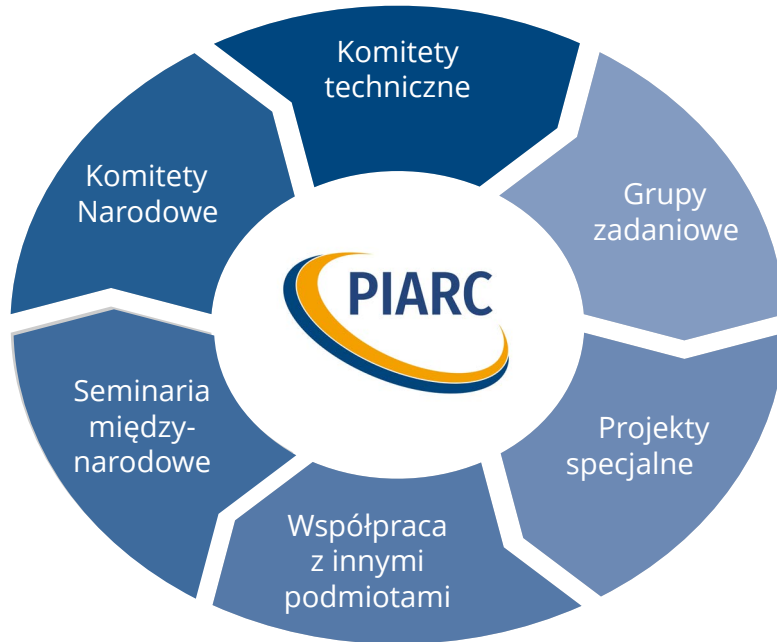 Komitety
techniczne
Grupy
zadaniowe
Projekty
specjalne
Współpraca
z innymi
podmiotami
Seminaria
między-
narodowe
Komitety
Narodowe
PIARC